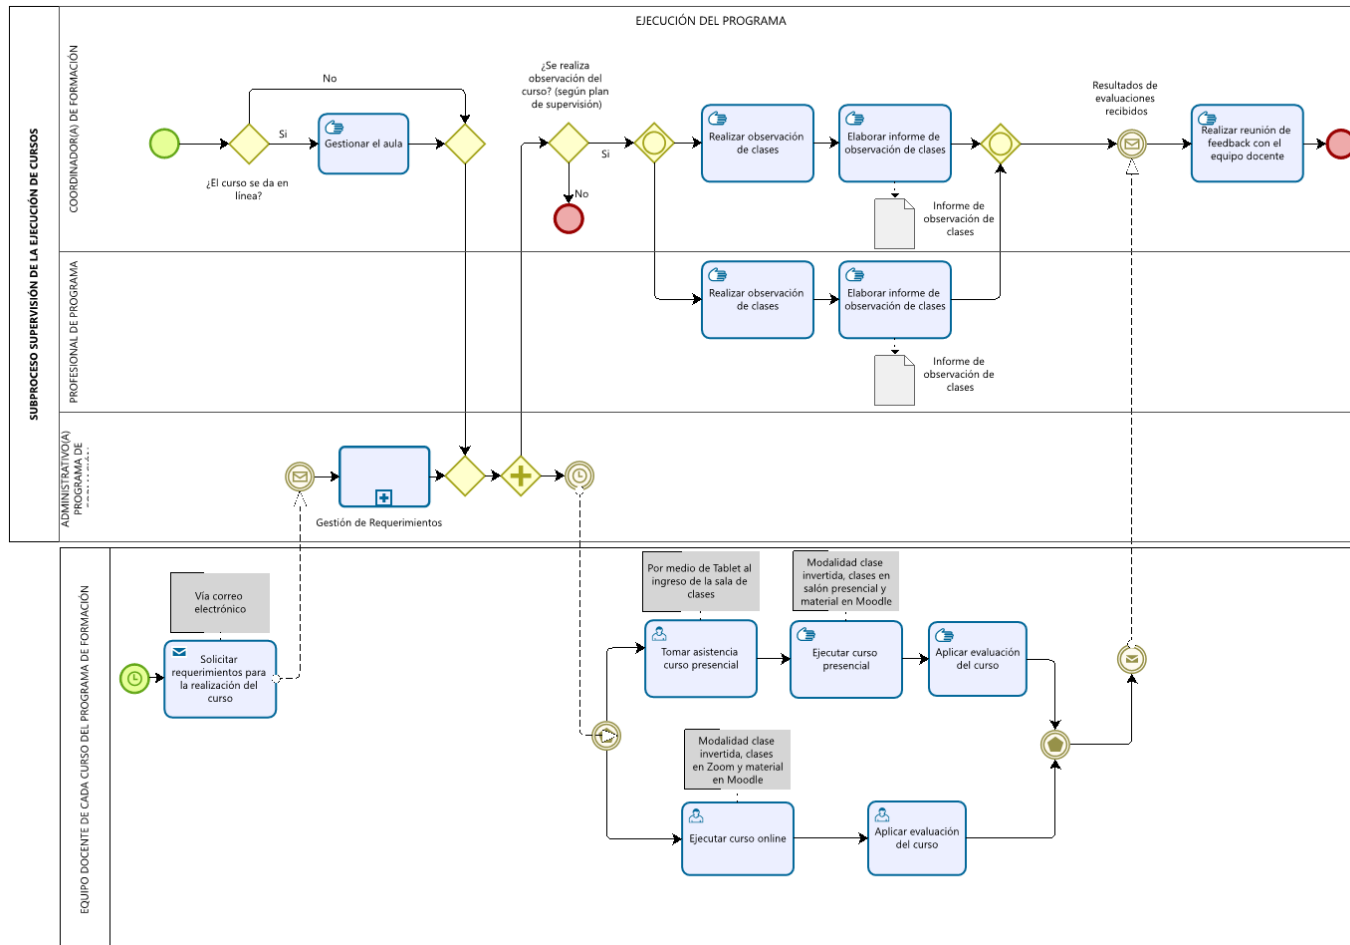 EJECUCIÓN DEL PROGRAMA
SUBPROCESO SUPERVISIÓN DE LA EJECUCIÓN DE CURSOS
COORDINADOR(A) DE FORMACIÓN
No
Si
Gestionar el aula
¿El curso se da en
línea?
¿Se realiza
observación del
curso? (según plan
de supervisión)
Si
No
Realizar observación
de clases
Elaborar informe de
observación de clases
Informe de
observación de
clases
Resultados de
evaluaciones
recibidos
Realizar reunión de
feedback con el
equipo docente
PROFESIONAL DE PROGRAMA
Realizar observación
de clases
Elaborar informe de
observación de clases
Informe de
observación de
clases
ADMINISTRATIVO(A)
PROGRAMA DE
Gestión de Requerimientos
EQUIPO DOCENTE DE CADA CURSO DEL PROGRAMA DE FORMACIÓN
Vía correo
electrónico
Solicitar
requerimientos para
la realización del
curso
Por medio de Tablet al
ingreso de la sala de
clases
Tomar asistencia
curso presencial
Modalidad clase
invertida, clases en
salón presencial y
material en Moodle
Ejecutar curso
presencial
Aplicar evaluación
del curso
Modalidad clase
invertida, clases
en Zoom y material
en Moodle
Ejecutar curso online
Aplicar evaluación
del curso